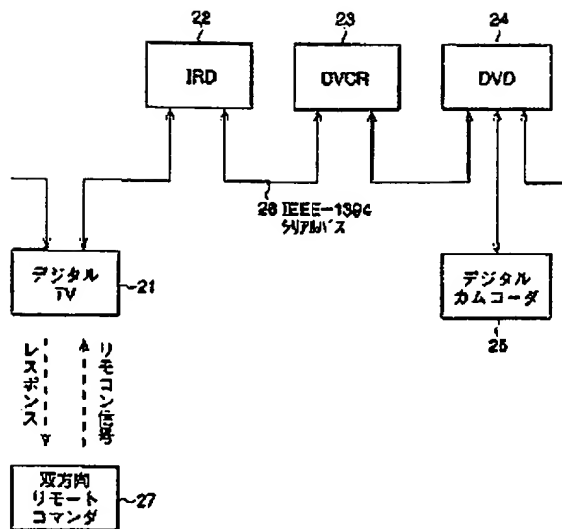 22
23
24
IRD
DVCR
DVD
26 IEEE-1394
シリアルバス
デジタル
TV
21
デジタル
カムコーダ
25
レスポンス
リモコン信号
双方向
リモート
コマンダ
27